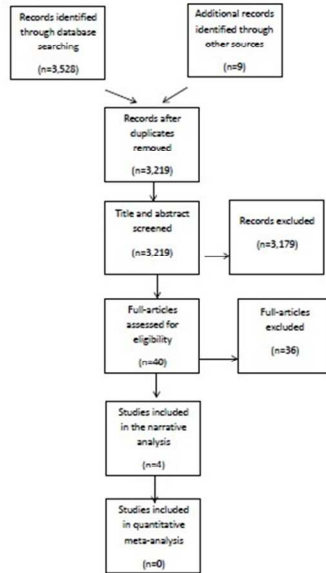 Records identified
through database
searching
(n=3,528)
Additional records
identified through
other sources
(n=9)
Records after
duplicates
removed
(n=3,219)
Title and abstract
screened
(n=3,219)
Records excluded
(n=3,179)
Full-articles
assessed for
eligibility
(n=40)
Full-articles
excluded
(n=36)
Studies included
in the narrative
analysis
(n=4)
Studies included
in quantitative
meta-analysis
(n=0)